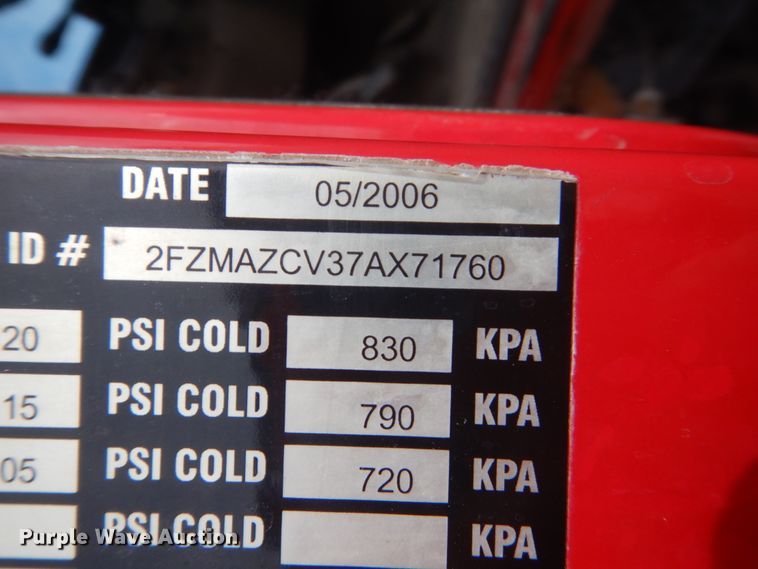 DATE 05/2006
ID # 2FZMAZCV37AX71760
20 PSI COLD 830 KPA
15 PSI COLD 790 KPA
05 PSI COLD 720 KPA
PSI COLD KPA
Purple Wave Auction